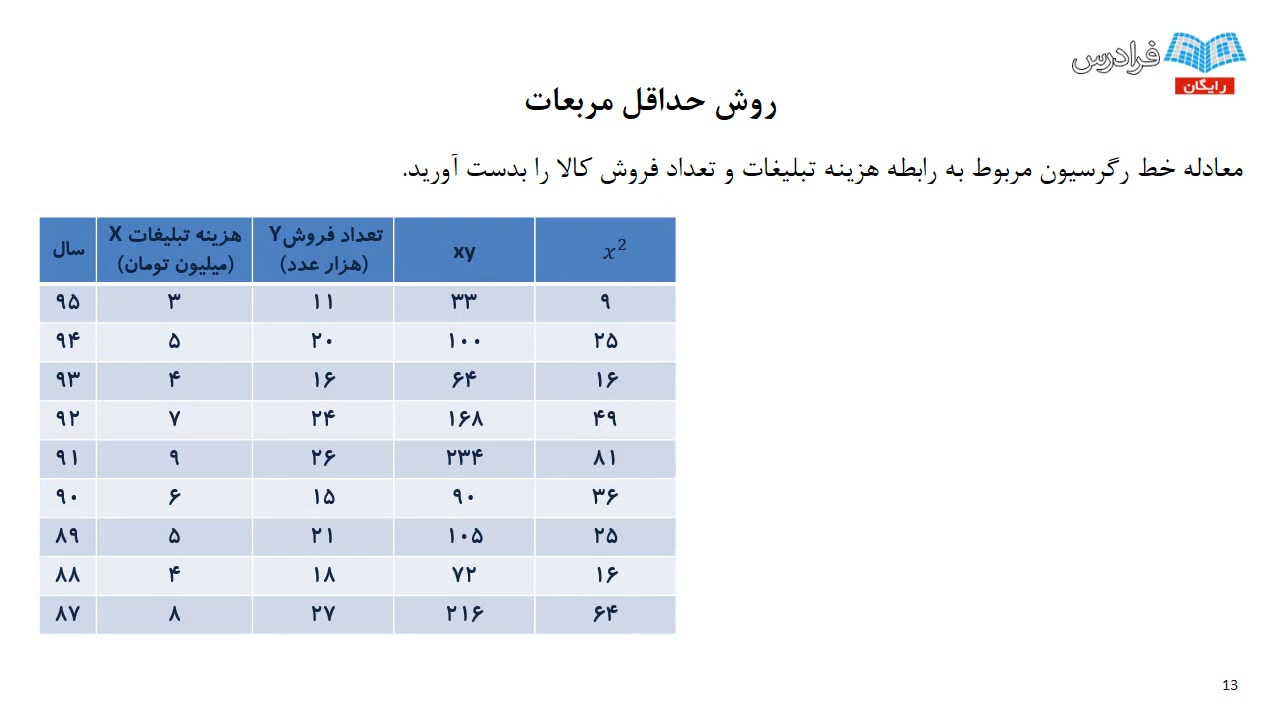 فرادرس
رایگان
روش حداقل مربعات
معادله خط رگرسیون مربوط به رابطه هزینه تبلیغات و تعداد فروش کالا را بدست آورید.
سال هزینه تبلیغات X (میلیون تومان) تعداد فروش Y (هزار عدد) xy x²
۹۵ ۳ ۱۱ ۳۳ ۹
۹۴ ۵ ۲۰ ۱۰۰ ۲۵
۹۳ ۴ ۱۶ ۶۴ ۱۶
۹۲ ۷ ۲۴ ۱۶۸ ۴۹
۹۱ ۹ ۲۶ ۲۳۴ ۸۱
۹۰ ۶ ۱۵ ۹۰ ۳۶
۸۹ ۵ ۲۱ ۱۰۵ ۲۵
۸۸ ۴ ۱۸ ۷۲ ۱۶
۸۷ ۸ ۲۷ ۲۱۶ ۶۴
13